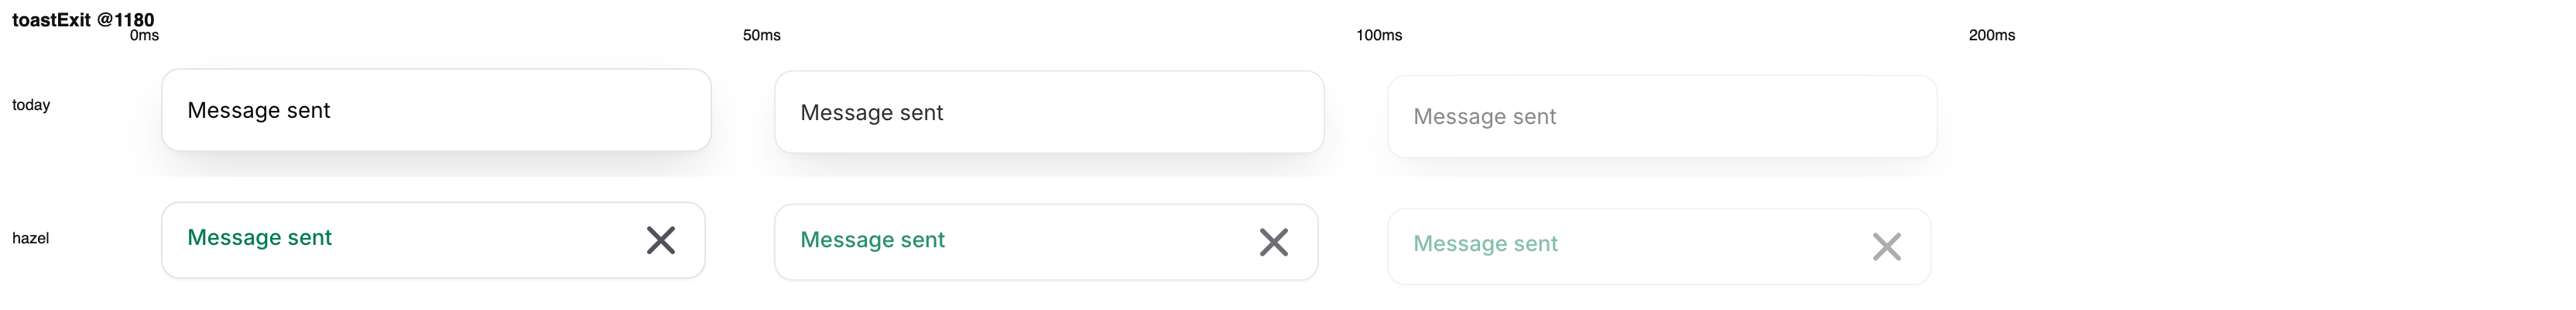 toastExit @1180
0ms 50ms 100ms 200ms
today Message sent Message sent Message sent
hazel Message sent Message sent Message sent